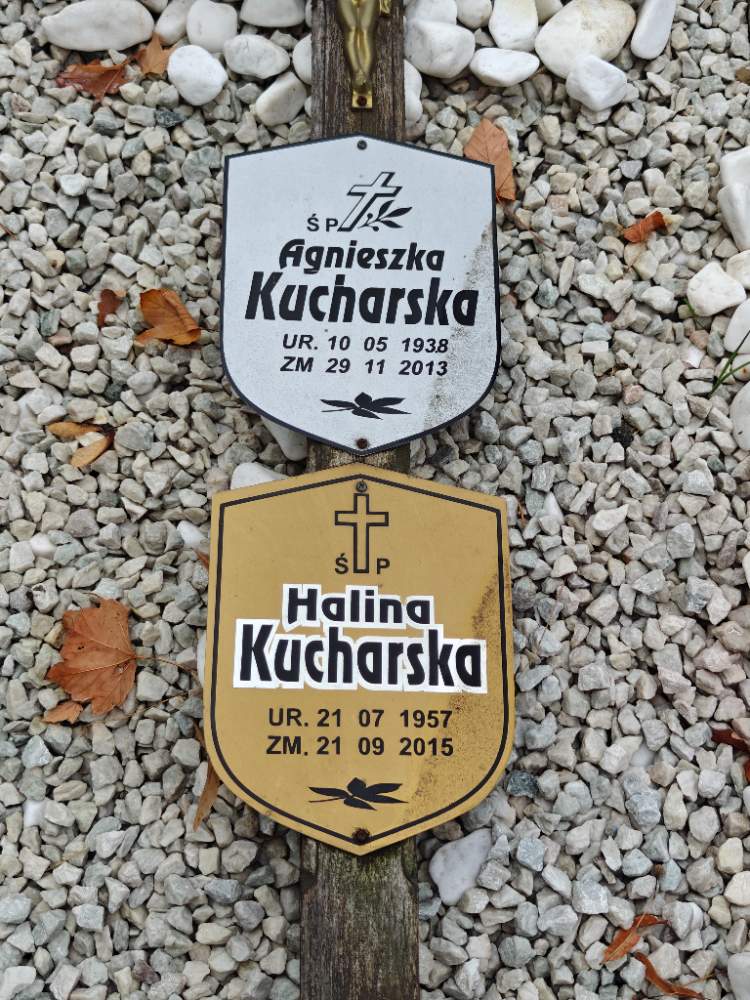 Ś P
Agnieszka
Kucharska
UR. 10 05 1938
ZM 29 11 2013
Ś P
Halina
Kucharska
UR. 21 07 1957
ZM. 21 09 2015